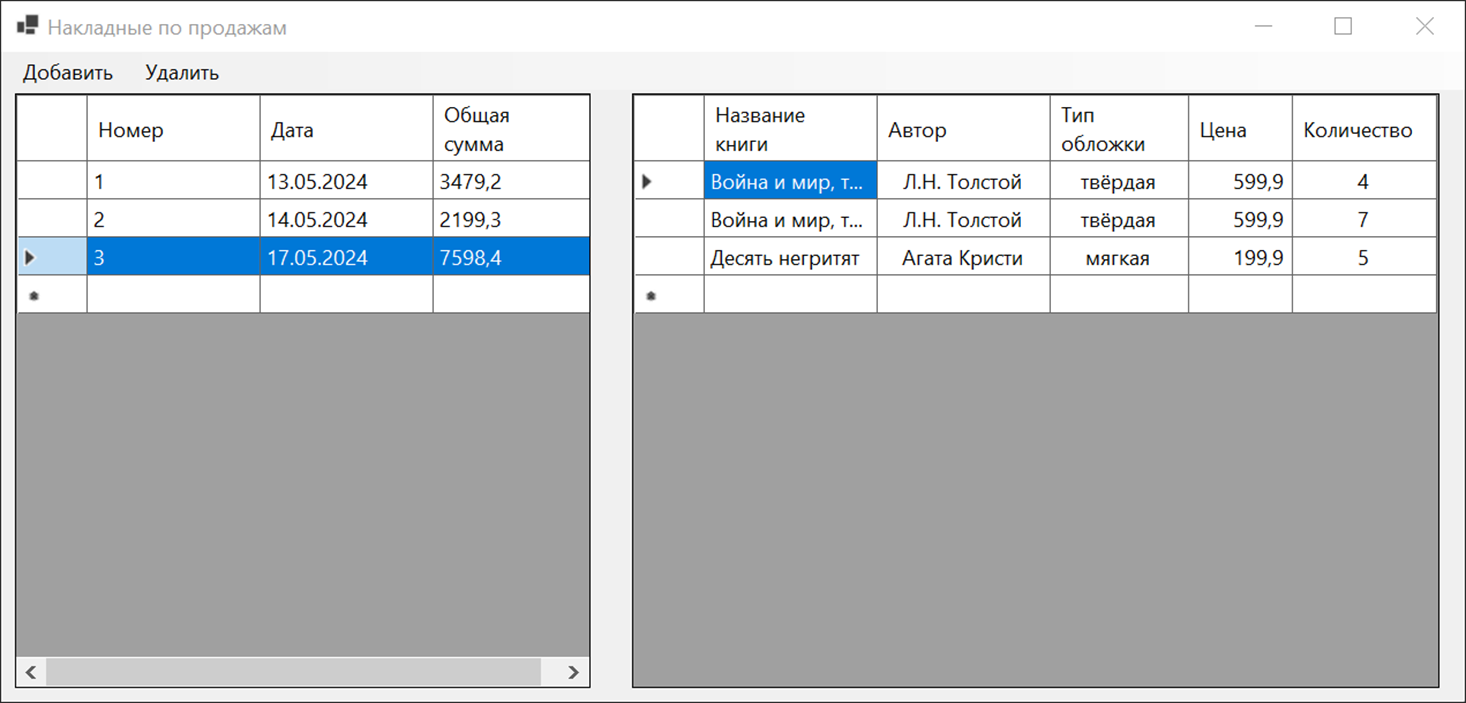 Накладные по продажам
Добавить Удалить
Номер Дата Общая сумма
1 13.05.2024 3479,2
2 14.05.2024 2199,3
3 17.05.2024 7598,4
Название книги Автор Тип обложки Цена Количество
Война и мир, т... Л.Н. Толстой твёрдая 599,9 4
Война и мир, т... Л.Н. Толстой твёрдая 599,9 7
Десять негритят Агата Кристи мягкая 199,9 5